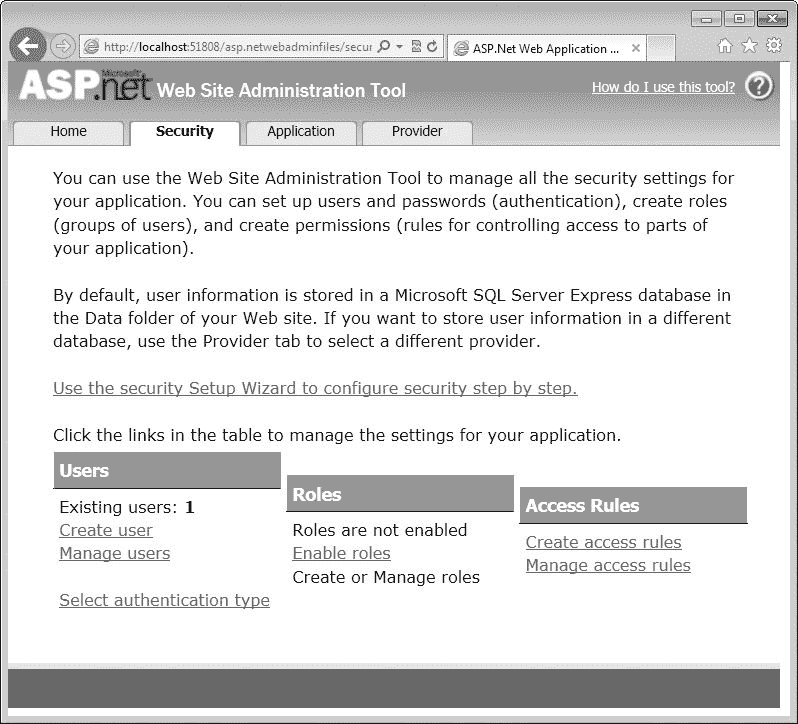 http://localhost:51808/asp.netwebadminfiles/secur
ASP.Net Web Application ...
Microsoft
ASP.net Web Site Administration Tool
How do I use this tool?
?
Home
Security
Application
Provider
You can use the Web Site Administration Tool to manage all the security settings for
your application. You can set up users and passwords (authentication), create roles
(groups of users), and create permissions (rules for controlling access to parts of
your application).
By default, user information is stored in a Microsoft SQL Server Express database in
the Data folder of your Web site. If you want to store user information in a different
database, use the Provider tab to select a different provider.
Use the security Setup Wizard to configure security step by step.
Click the links in the table to manage the settings for your application.
Users
Existing users: 1
Create user
Manage users
Select authentication type
Roles
Roles are not enabled
Enable roles
Create or Manage roles
Access Rules
Create access rules
Manage access rules